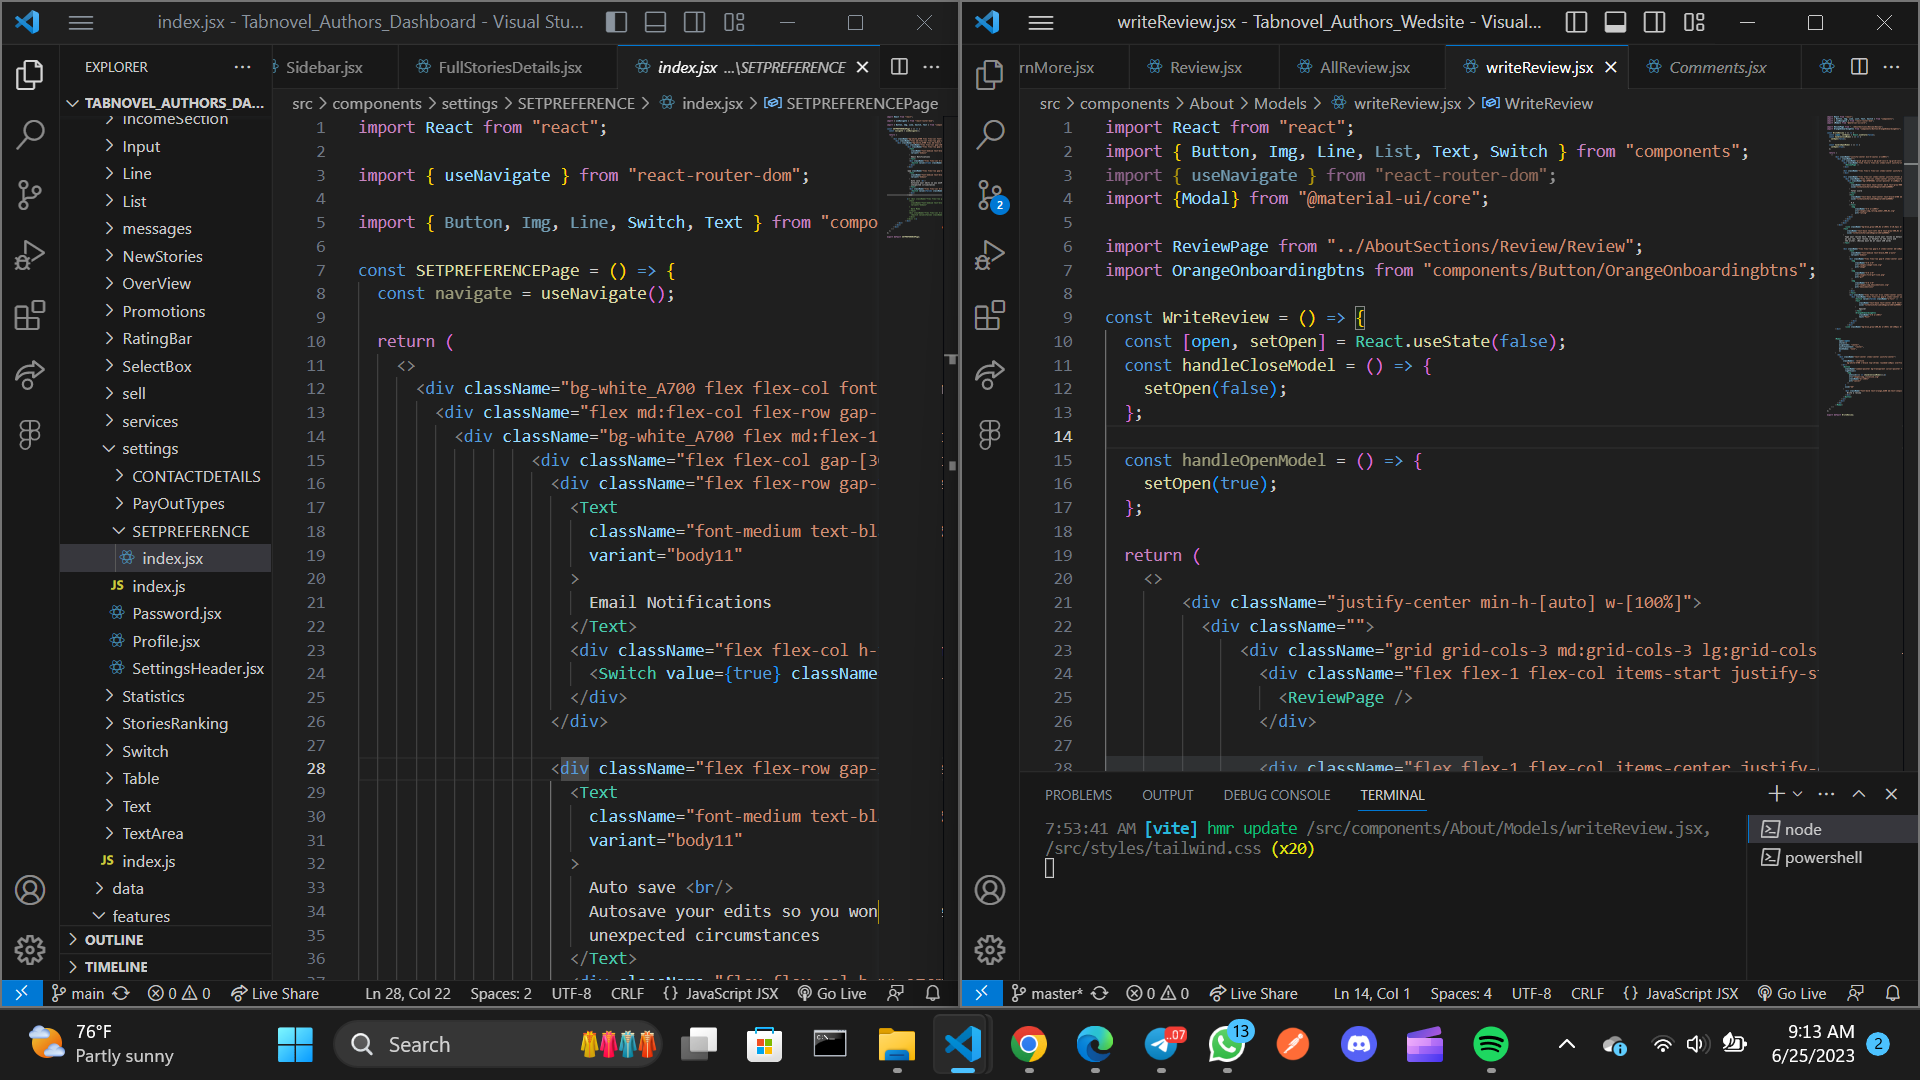 index.jsx - Tabnovel_Authors_Dashboard - Visual Stu...
EXPLORER
Sidebar.jsx
FullStoriesDetails.jsx
index.jsx ...\SETPREFERENCE
TABNOVEL_AUTHORS_DA...
src > components > settings > SETPREFERENCE > index.jsx > SETPREFERENCEPage
IncomeSection
Input
Line
List
messages
NewStories
OverView
Promotions
RatingBar
SelectBox
sell
services
settings
CONTACTDETAILS
PayOutTypes
SETPREFERENCE
index.jsx
JS index.js
Password.jsx
Profile.jsx
SettingsHeader.jsx
Statistics
StoriesRanking
Switch
Table
Text
TextArea
JS index.js
data
features
OUTLINE
TIMELINE
1 import React from "react";
2
3 import { useNavigate } from "react-router-dom";
4
5 import { Button, Img, Line, Switch, Text } from "compo
6
7 const SETPREFERENCEPage = () => {
8 const navigate = useNavigate();
9
10 return (
11 <>
12 <div className="bg-white_A700 flex flex-col font
13 <div className="flex md:flex-col flex-row gap-
14 <div className="bg-white_A700 flex md:flex-1
15 <div className="flex flex-col gap-[30
16 <div className="flex flex-row gap-
17 <Text
18 className="font-medium text-bl
19 variant="body11"
20 >
21 Email Notifications
22 </Text>
23 <div className="flex flex-col h-
24 <Switch value={true} className
25 </div>
26 </div>
27
28 <div className="flex flex-row gap-
29 <Text
30 className="font-medium text-bl
31 variant="body11"
32 >
33 Auto save <br/>
34 Autosave your edits so you won
35 unexpected circumstances
36 </Text>
37 <div className="flex flex-col h
main 0 0 Live Share Ln 28, Col 22 Spaces: 2 UTF-8 CRLF {} JavaScript JSX Go Live
writeReview.jsx - Tabnovel_Authors_Wedsite - Visual...
rnMore.jsx
Review.jsx
AllReview.jsx
writeReview.jsx
Comments.jsx
src > components > About > Models > writeReview.jsx > WriteReview
2
1 import React from "react";
2 import { Button, Img, Line, List, Text, Switch } from "components";
3 import { useNavigate } from "react-router-dom";
4 import {Modal} from "@material-ui/core";
5
6 import ReviewPage from "../AboutSections/Review/Review";
7 import OrangeOnboardingbtns from "components/Button/OrangeOnboardingbtns";
8
9 const WriteReview = () => {
10 const [open, setOpen] = React.useState(false);
11 const handleCloseModel = () => {
12 setOpen(false);
13 };
14
15 const handleOpenModel = () => {
16 setOpen(true);
17 };
18
19 return (
20 <>
21 <div className="justify-center min-h-[auto] w-[100%]">
22 <div className="">
23 <div className="grid grid-cols-3 md:grid-cols-3 lg:grid-cols
24 <div className="flex flex-1 flex-col items-start justify-s
25 <ReviewPage />
26 </div>
27
28 <div className="flex flex-1 flex-col items-center justify-
PROBLEMS OUTPUT DEBUG CONSOLE TERMINAL
7:53:41 AM [vite] hmr update /src/components/About/Models/writeReview.jsx,
/src/styles/tailwind.css (x20)
node
powershell
master* 0 0 Live Share Ln 14, Col 1 Spaces: 4 UTF-8 CRLF {} JavaScript JSX Go Live
76°F
Partly sunny
Search
..07
13
9:13 AM
6/25/2023
2